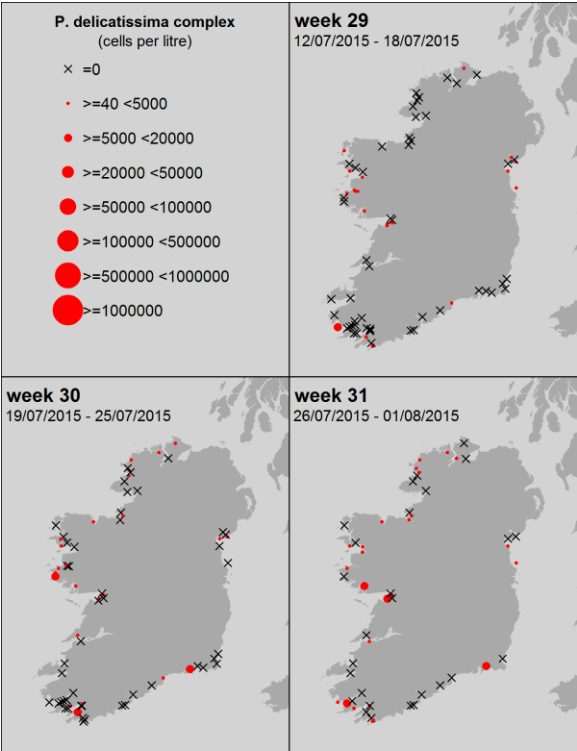 P. delicatissima complex
(cells per litre)
=0
>=40 <5000
>=5000 <20000
>=20000 <50000
>=50000 <100000
>=100000 <500000
>=500000 <1000000
>=1000000
week 29
12/07/2015 - 18/07/2015
week 30
19/07/2015 - 25/07/2015
week 31
26/07/2015 - 01/08/2015